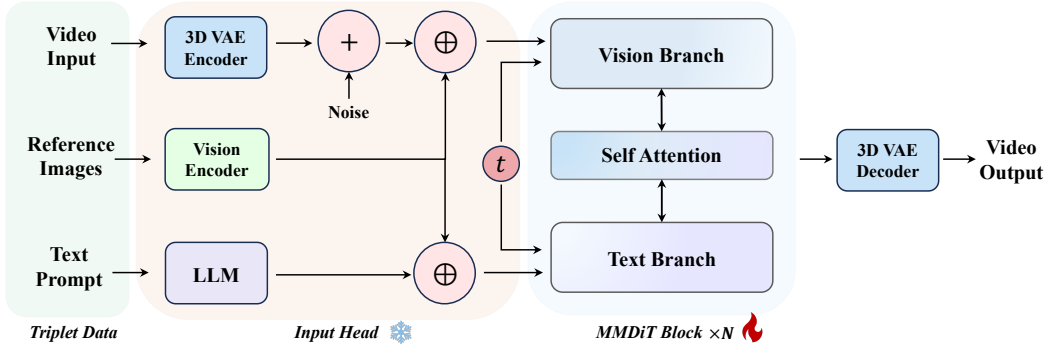 Video
Input
3D VAE
Encoder
+
⊕
Noise
Vision Branch
Reference
Images
Vision
Encoder
t
Self Attention
3D VAE
Decoder
Video
Output
Text
Prompt
LLM
⊕
Text Branch
Triplet Data
Input Head
MMDiT Block ×N